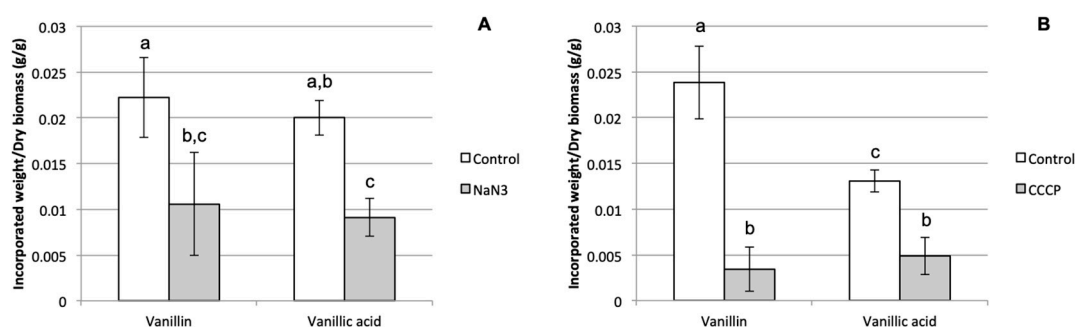 A
Incorporated weight/Dry biomass (g/g)
0.03
0.025
0.02
0.015
0.01
0.005
0
a
b,c
a,b
c
Vanillin
Vanillic acid
Control
NaN3
B
Incorporated weight/Dry biomass (g/g)
0.03
0.025
0.02
0.015
0.01
0.005
0
a
b
c
b
Vanillin
Vanillic acid
Control
CCCP